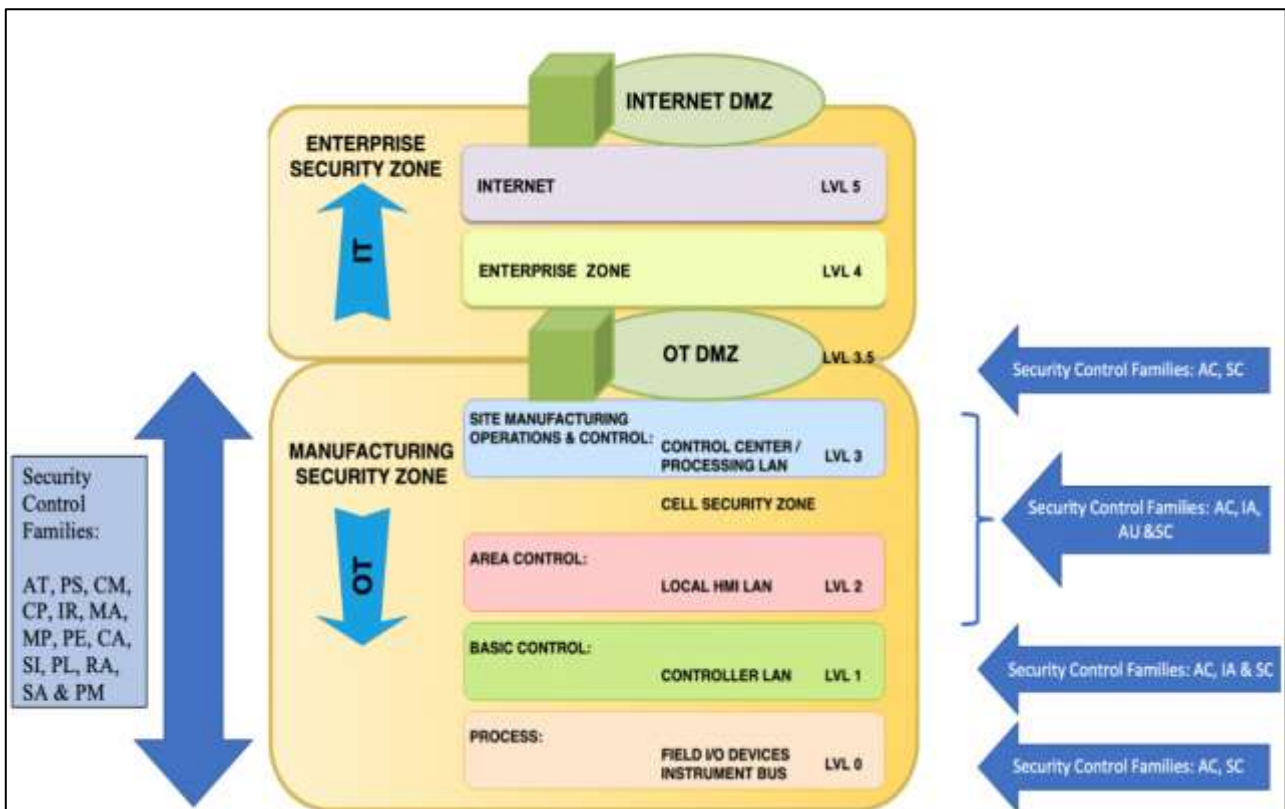 INTERNET DMZ
ENTERPRISE
SECURITY ZONE
IT
INTERNET LVL 5
ENTERPRISE ZONE LVL 4
OT DMZ LVL 3.5
MANUFACTURING
SECURITY ZONE
OT
SITE MANUFACTURING
OPERATIONS & CONTROL:
CONTROL CENTER /
PROCESSING LAN LVL 3
CELL SECURITY ZONE
AREA CONTROL:
LOCAL HMI LAN LVL 2
BASIC CONTROL:
CONTROLLER LAN LVL 1
PROCESS:
FIELD I/O DEVICES
INSTRUMENT BUS LVL 0
Security
Control
Families:
AT, PS, CM,
CP, IR, MA,
MP, PE, CA,
SI, PL, RA,
SA & PM
Security Control Families: AC, SC
Security Control Families: AC, IA,
AU &SC
Security Control Families: AC, IA & SC
Security Control Families: AC, SC